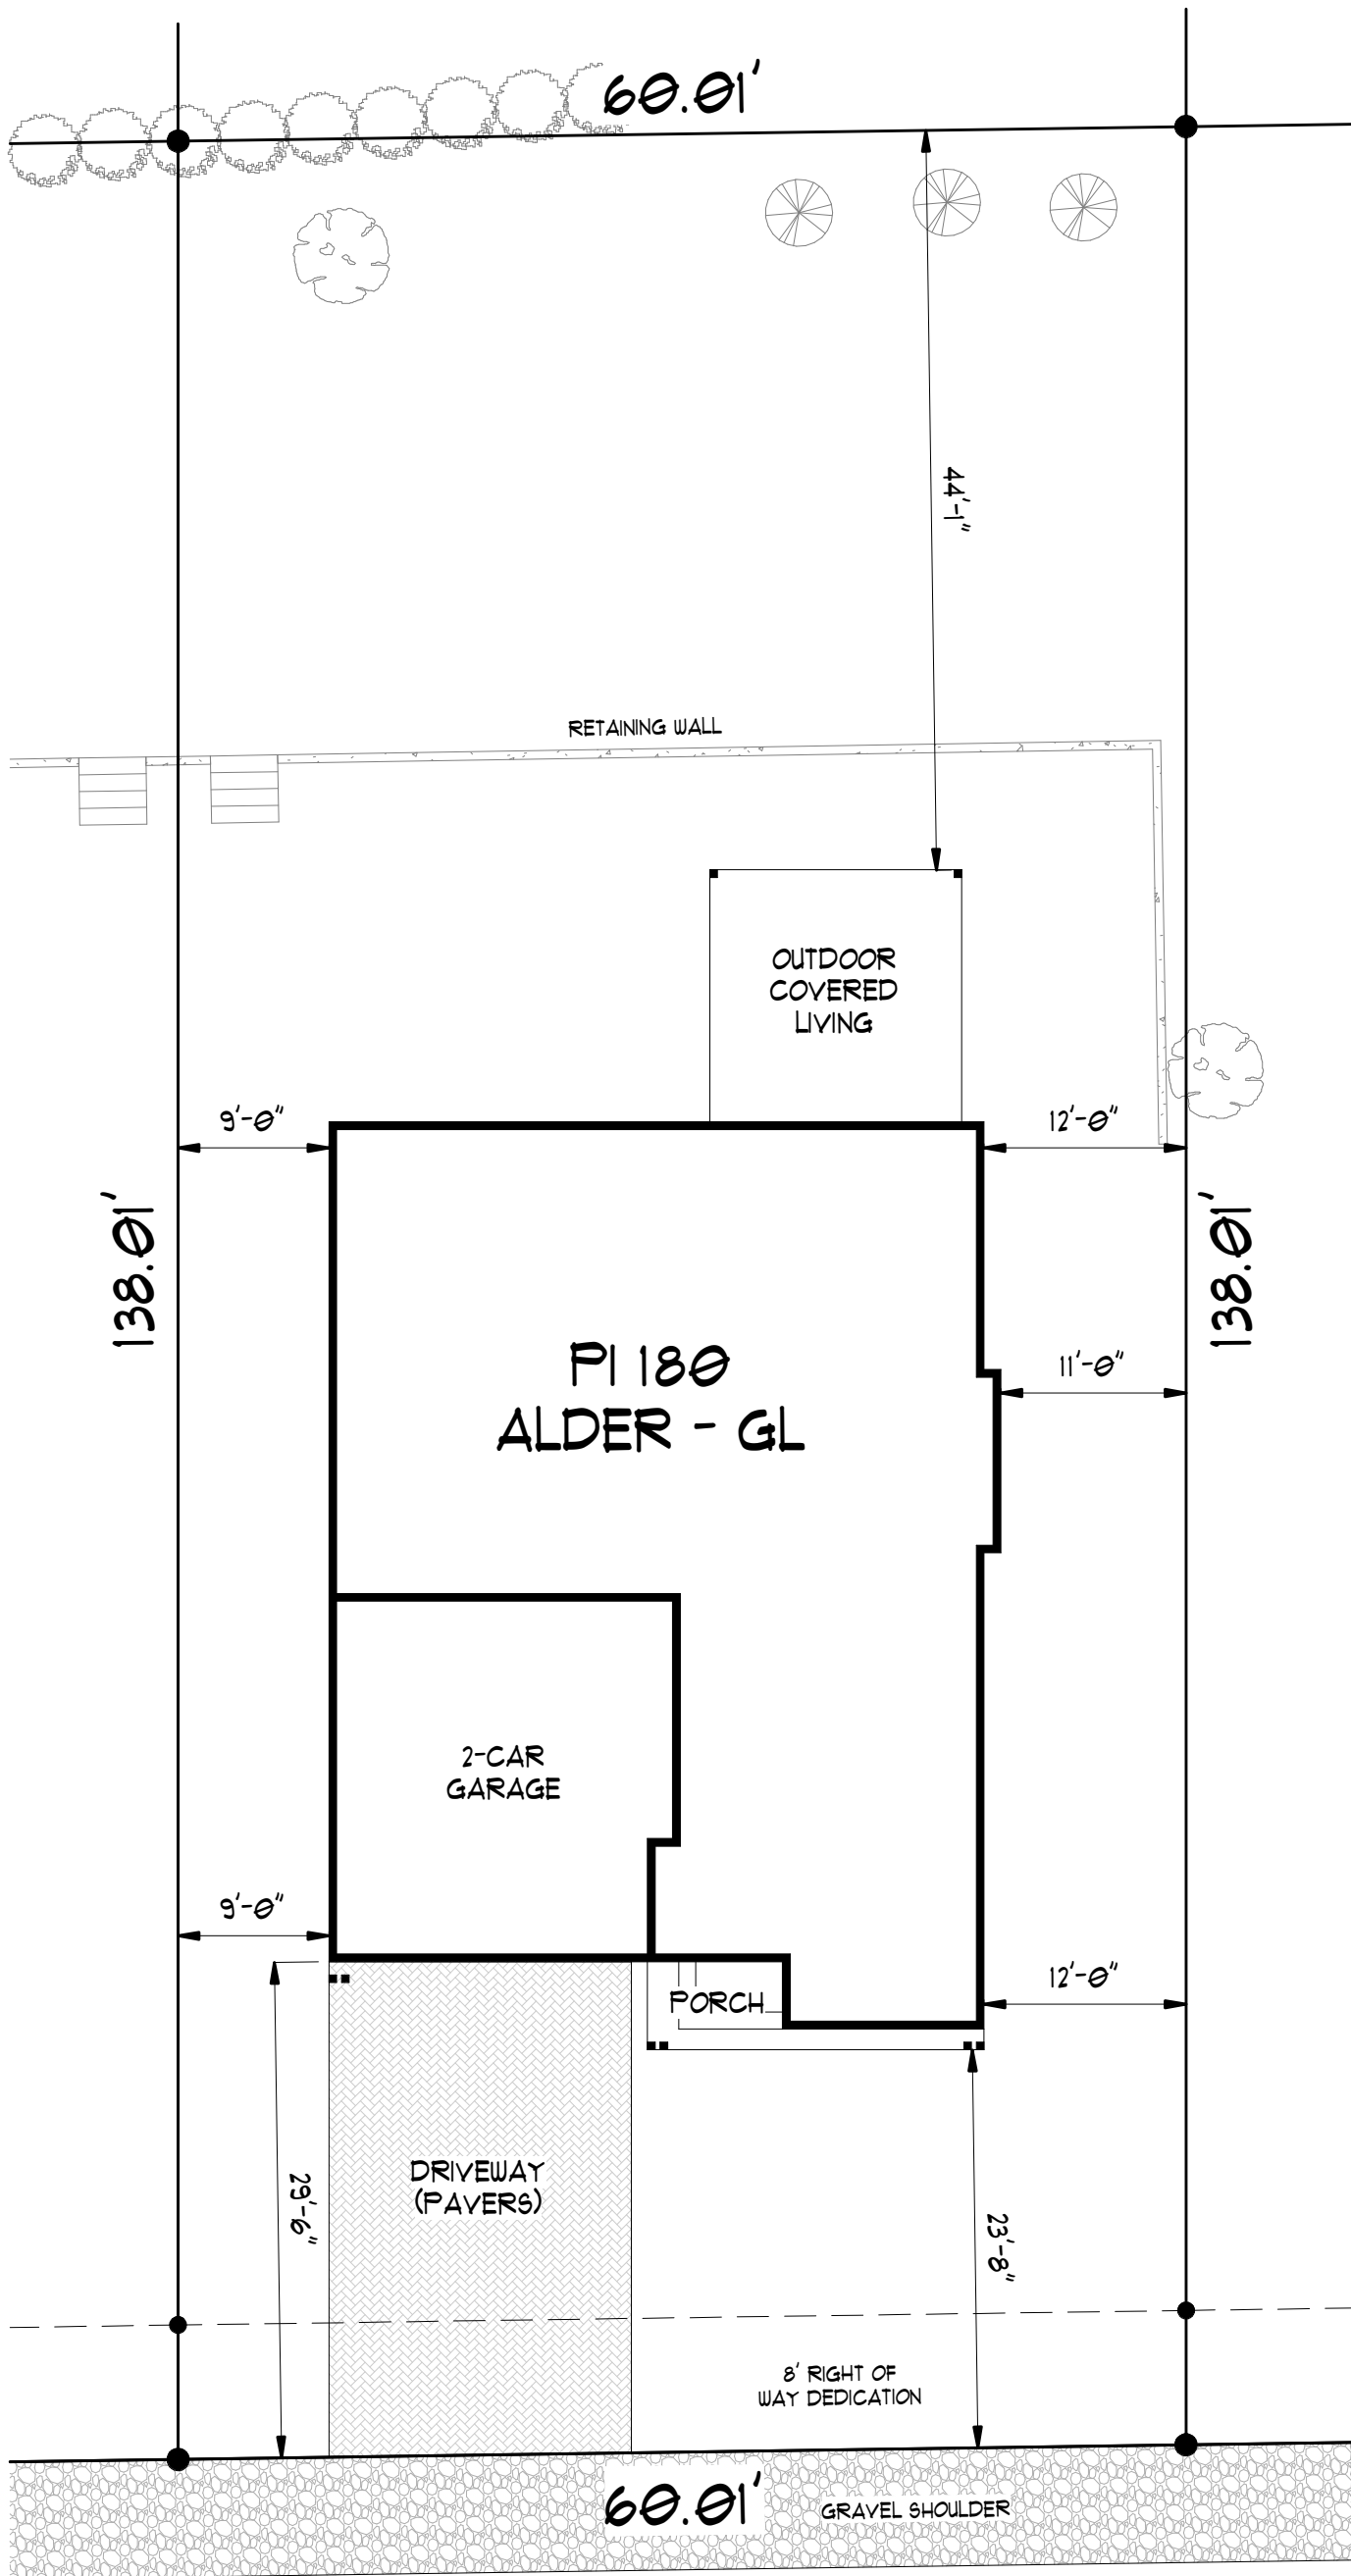 60.01'
44'-1"
RETAINING WALL
OUTDOOR
COVERED
LIVING
9'-0"
12'-0"
138.01'
138.01'
11'-0"
PI 180
ALDER - GL
2-CAR
GARAGE
9'-0"
12'-0"
PORCH
DRIVEWAY
(PAVERS)
29'-6"
23'-8"
8' RIGHT OF
WAY DEDICATION
60.01'
GRAVEL SHOULDER